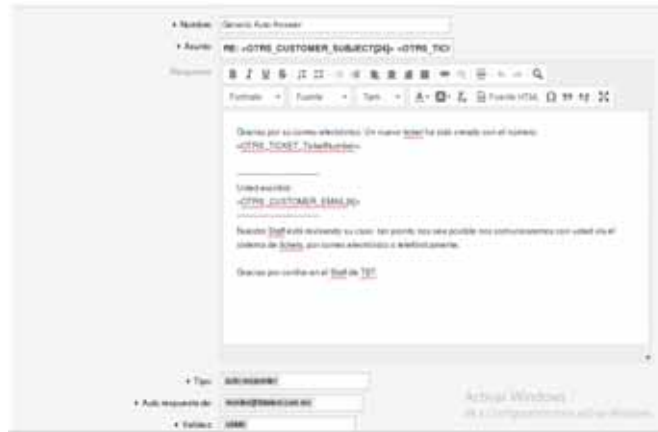 Nombre
Generic Auto Answer
Asunto
RE: <OTRS_CUSTOMER_SUBJECT[24]> <OTRS_TICI
Respuesta
Formato
Fuente
Tam
Fuente HTML
Gracias por su correo electrónico. Un nuevo ticket ha sido creado con el número:
<OTRS_TICKET_TicketNumber>.
Usted escribió:
<OTRS_CUSTOMER_EMAIL[6]>
Nuestro Staff está revisando su caso, tan pronto nos sea posible nos comunicaremos con usted vía el
sistema de tickets, por correo electrónico o telefónicamente.
Gracias por confiar en el Staff de
Tipo
auto responder
Auto respuesta de
Validez
Activar Windows